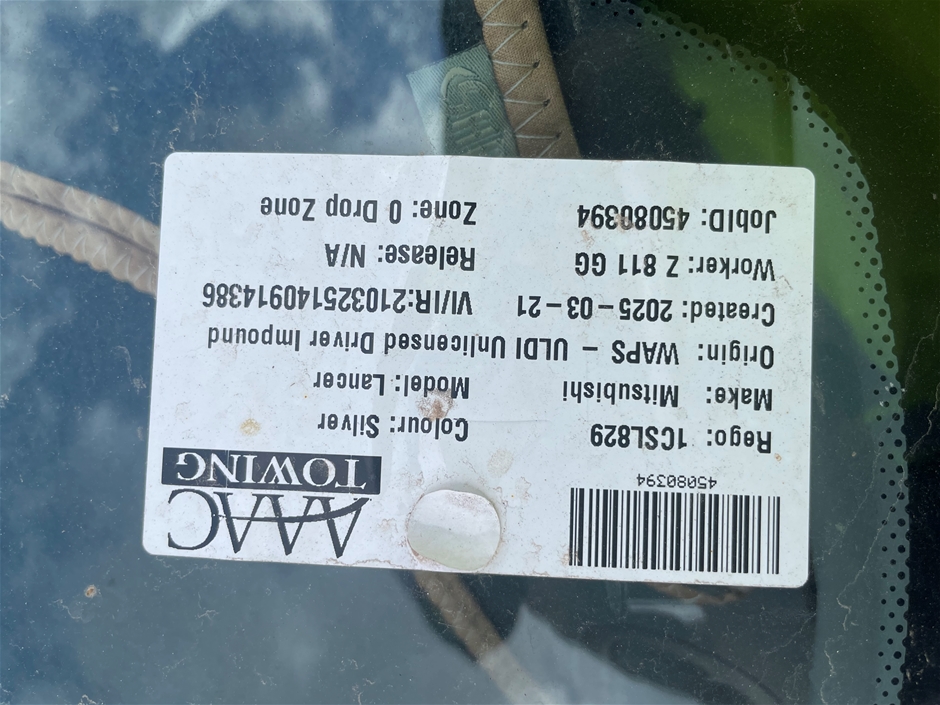 45080394
AAAC
TOWING
Rego: 1CSL829 Colour: Silver
Make: Mitsubishi Model: Lancer
Origin: WAPS – ULDI Unlicensed Driver Impound
Created: 2025-03-21 VI/IR:210325140914386
Worker: Z 811 GG Release: N/A
JobID: 45080394 Zone: 0 Drop Zone